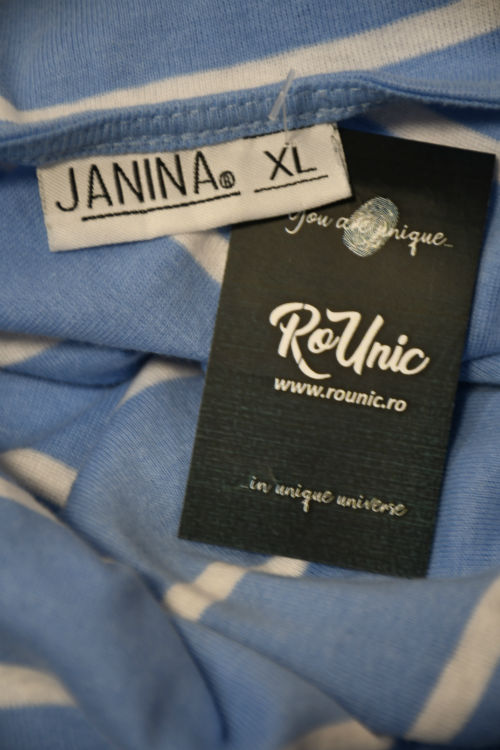 JANINA® XL
You are unique...
RoUnic
www.rounic.ro
...in unique universe